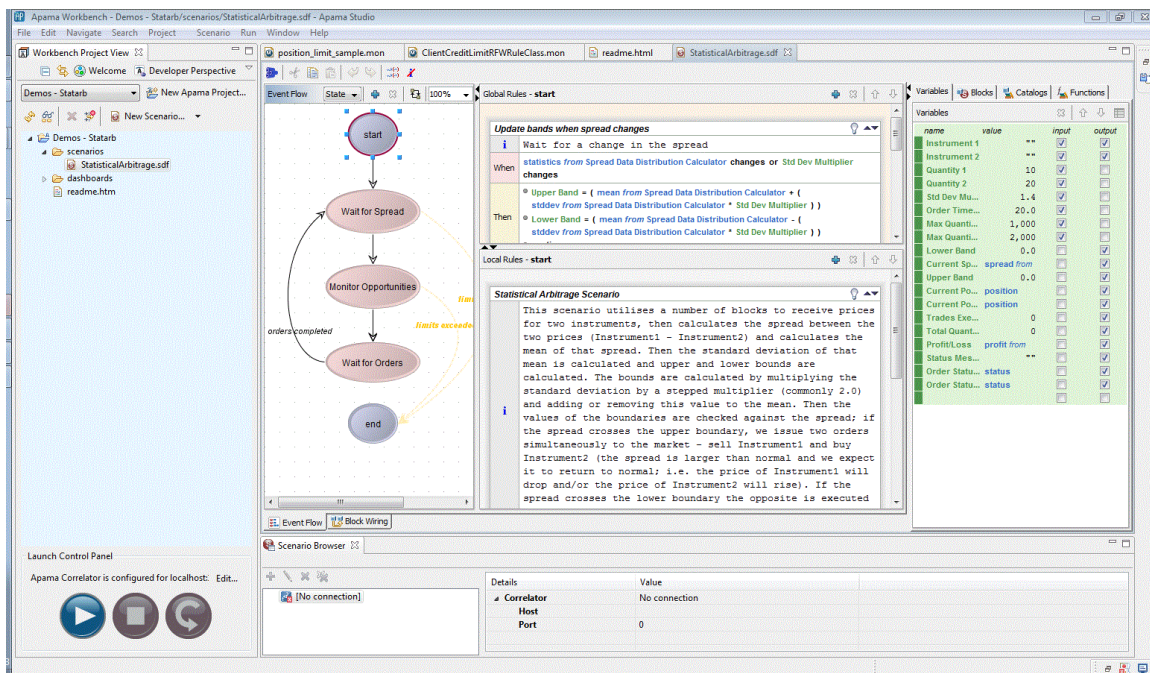 Apama Workbench - Demos - Statarb/scenarios/StatisticalArbitrage.sdf - Apama Studio
File Edit Navigate Search Project Scenario Run Window Help
Workbench Project View
Welcome Developer Perspective
Demos - Statarb New Apama Project...
New Scenario...
Demos - Statarb
scenarios
StatisticalArbitrage.sdf
dashboards
readme.htm
Launch Control Panel
Apama Correlator is configured for localhost: Edit...
position_limit_sample.mon ClientCreditLimitRFWRuleClass.mon readme.html StatisticalArbitrage.sdf
Event Flow State 100%
start
Wait for Spread
Monitor Opportunities
limi
limits exceeded
orders completed
Wait for Orders
end
Event Flow Block Wiring
Global Rules - start
Update bands when spread changes
i Wait for a change in the spread
When statistics from Spread Data Distribution Calculator changes or Std Dev Multiplier
changes
Upper Band = ( mean from Spread Data Distribution Calculator + (
stddev from Spread Data Distribution Calculator * Std Dev Multiplier ) )
Then
Lower Band = ( mean from Spread Data Distribution Calculator - (
stddev from Spread Data Distribution Calculator * Std Dev Multiplier ) )
Local Rules - start
Statistical Arbitrage Scenario
This scenario utilises a number of blocks to receive prices
for two instruments, then calculates the spread between the
two prices (Instrument1 - Instrument2) and calculates the
mean of that spread. Then the standard deviation of that
mean is calculated and upper and lower bounds are
calculated. The bounds are calculated by multiplying the
standard deviation by a stepped multiplier (commonly 2.0)
and adding or removing this value to the mean. Then the
i values of the boundaries are checked against the spread; if
the spread crosses the upper boundary, we issue two orders
simultaneously to the market - sell Instrument1 and buy
Instrument2 (the spread is larger than normal and we expect
it to return to normal; i.e. the price of Instrument1 will
drop and/or the price of Instrument2 will rise). If the
spread crosses the lower boundary the opposite is executed
Variables Blocks Catalogs Functions
Variables
name value input output
Instrument 1 ""
Instrument 2 ""
Quantity 1 10
Quantity 2 20
Std Dev Mu... 1.4
Order Time... 20.0
Max Quanti... 1,000
Max Quanti... 2,000
Lower Band 0.0
Current Sp... spread from
Upper Band 0.0
Current Po... position
Current Po... position
Trades Exe... 0
Total Quant... 0
Profit/Loss profit from
Status Mes... ""
Order Statu... status
Order Statu... status
Scenario Browser
[No connection]
Details Value
Correlator No connection
Host
Port 0